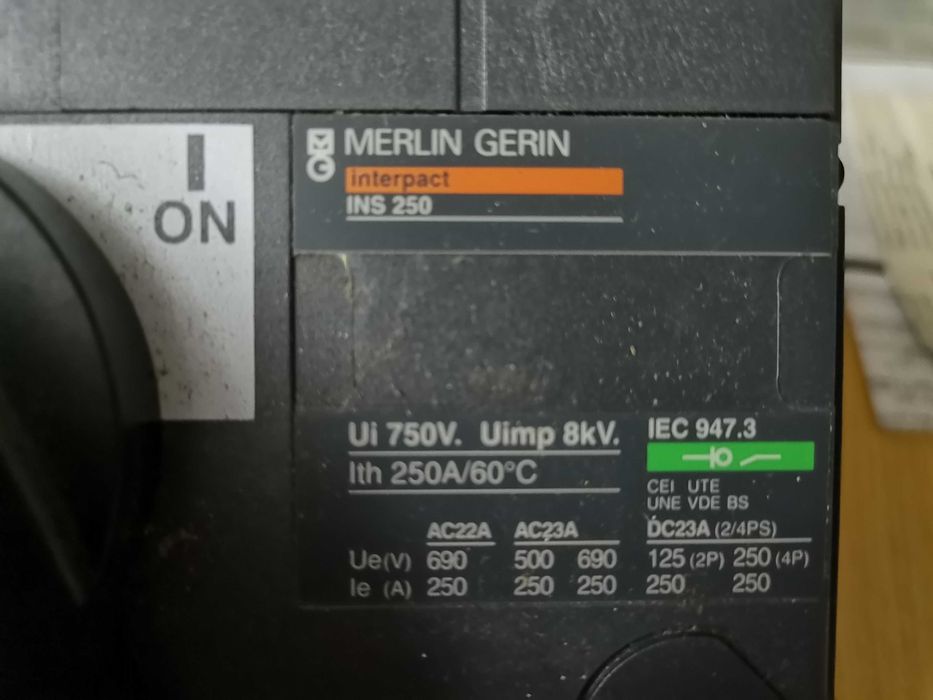 I
ON
MERLIN GERIN
interpact
INS 250
Ui 750V. Uimp 8kV.
Ith 250A/60°C
IEC 947.3
CEI UTE
UNE VDE BS
AC22A AC23A DC23A (2/4PS)
Ue(V) 690 500 690 125 (2P) 250 (4P)
Ie (A) 250 250 250 250 250